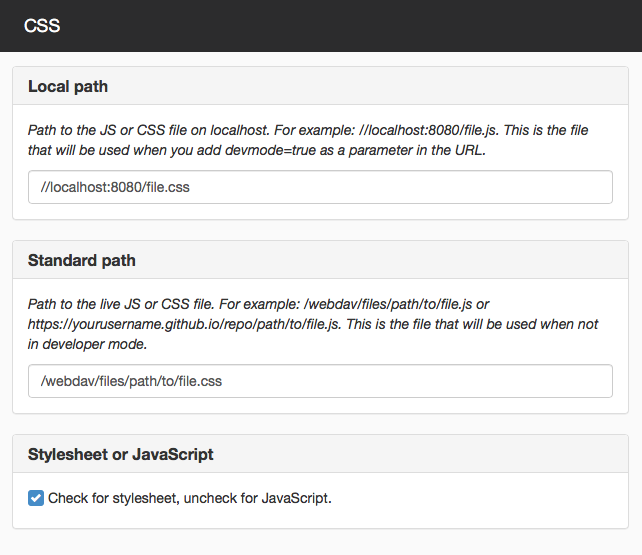 CSS
Local path
Path to the JS or CSS file on localhost. For example: //localhost:8080/file.js. This is the file
that will be used when you add devmode=true as a parameter in the URL.
//localhost:8080/file.css
Standard path
Path to the live JS or CSS file. For example: /webdav/files/path/to/file.js or
https://yourusername.github.io/repo/path/to/file.js. This is the file that will be used when not
in developer mode.
/webdav/files/path/to/file.css
Stylesheet or JavaScript
Check for stylesheet, uncheck for JavaScript.